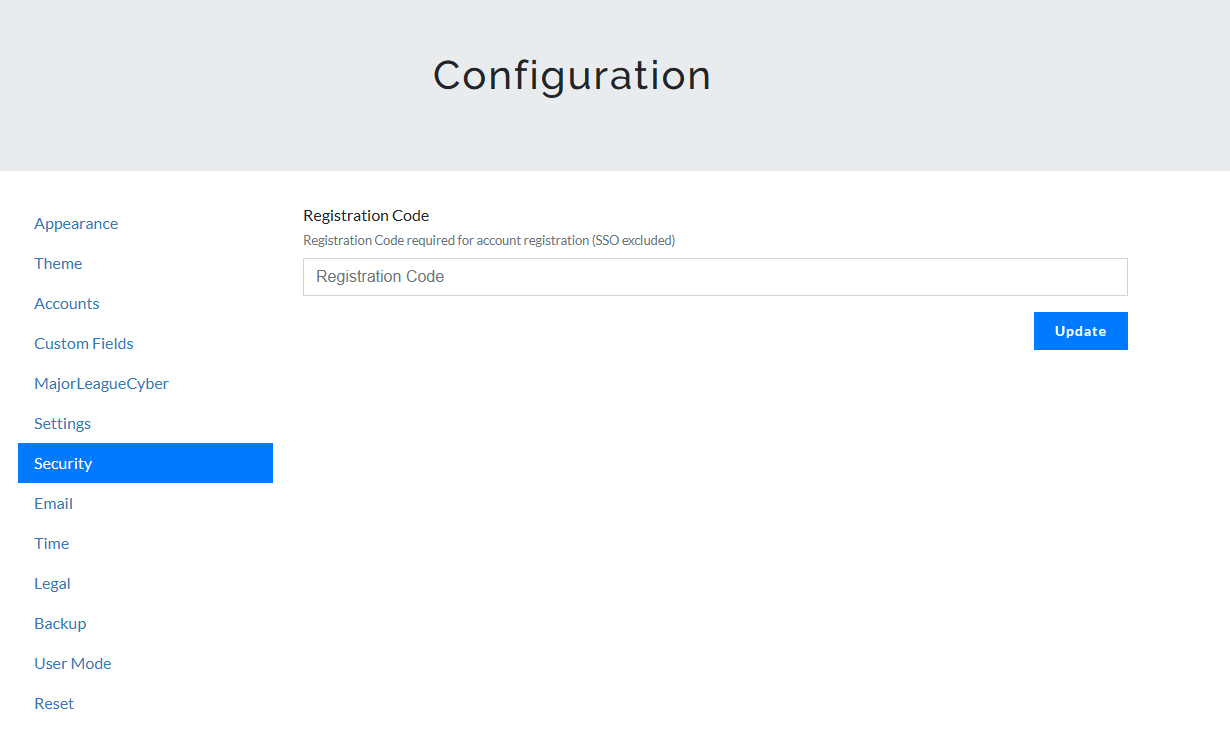 Configuration
Appearance
Theme
Accounts
Custom Fields
MajorLeagueCyber
Settings
Security
Email
Time
Legal
Backup
User Mode
Reset
Registration Code
Registration Code required for account registration (SSO excluded)
Registration Code
Update